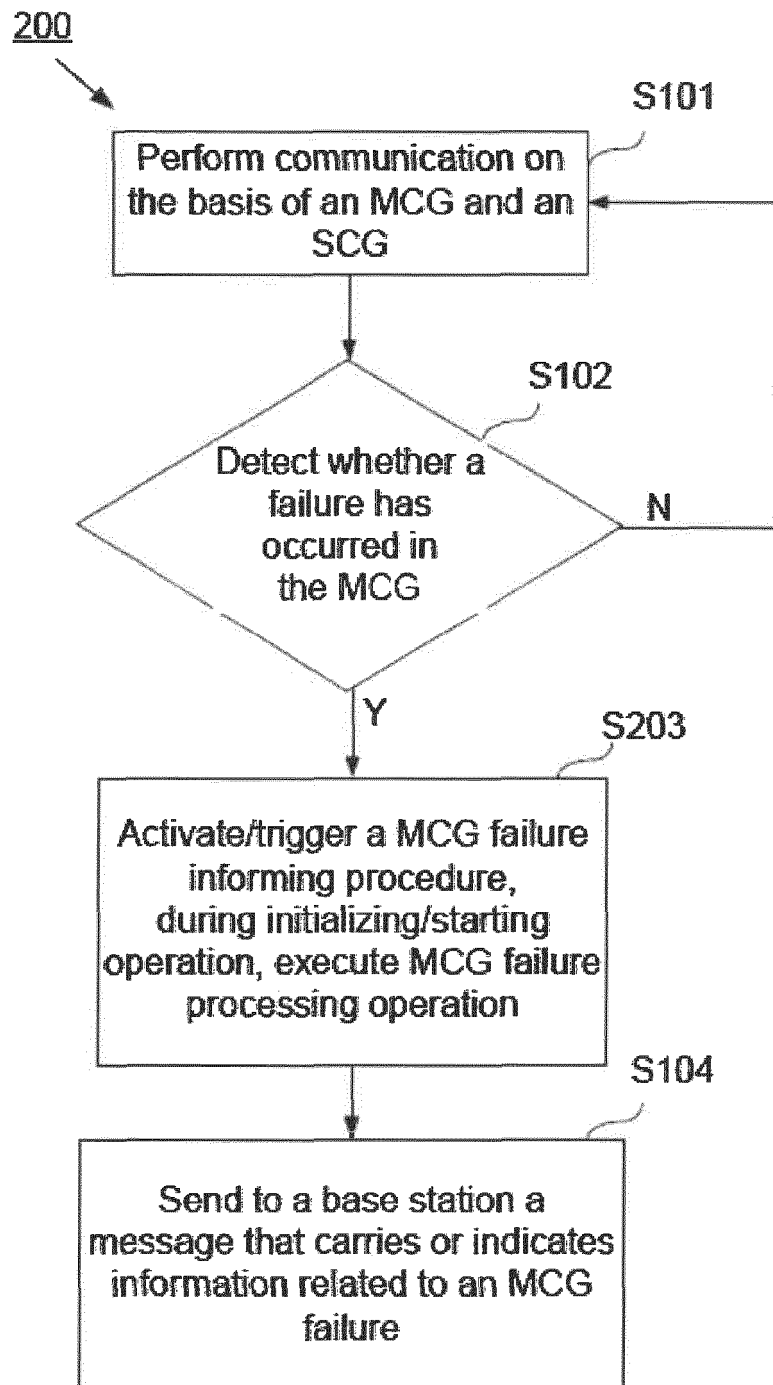 200
S101
Perform communication on
the basis of an MCG and an
SCG
S102
Detect whether a
failure has
occurred in
the MCG
N
Y
S203
Activate/trigger a MCG failure
informing procedure,
during initializing/starting
operation, execute MCG failure
processing operation
S104
Send to a base station a
message that carries or indicates
information related to an MCG
failure